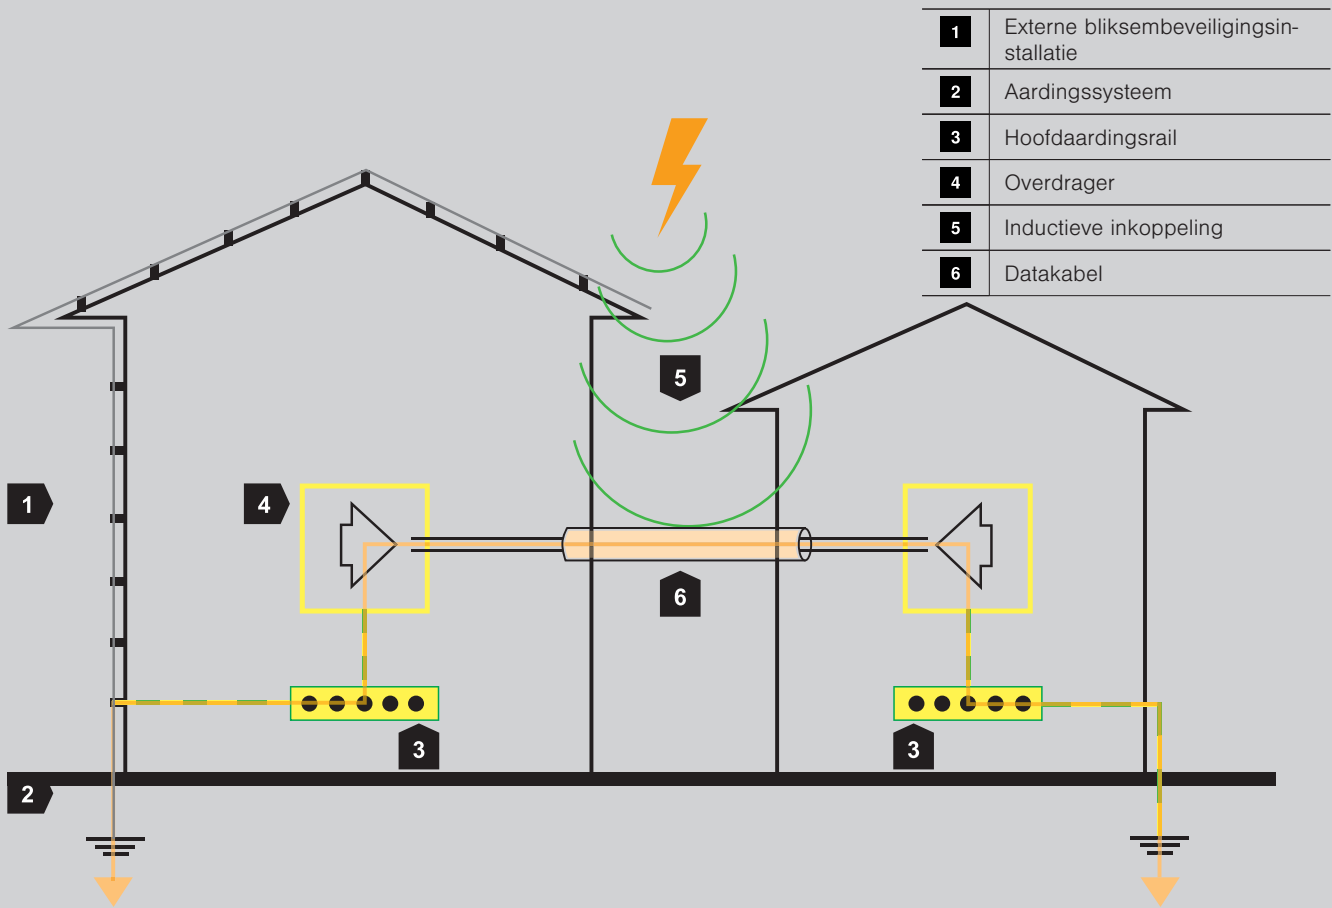 1 Externe bliksembeveiligingsin-
stallatie
2 Aardingssysteem
3 Hoofdaardingsrail
4 Overdrager
5 Inductieve inkoppeling
6 Datakabel
5
1
4
6
3
3
2